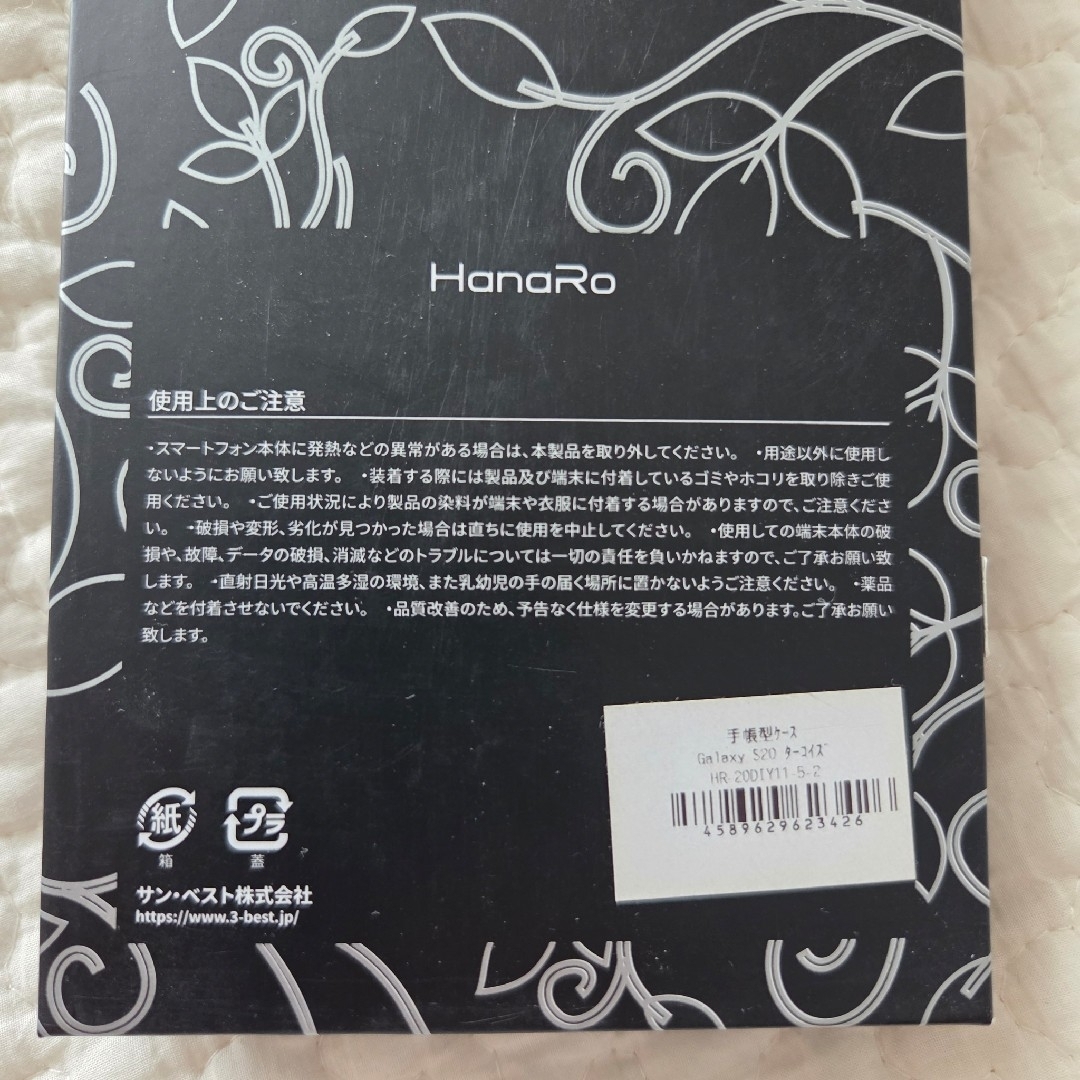 HanaRo
使用上のご注意
・スマートフォン本体に発熱などの異常がある場合は、本製品を取り外してください。 ・用途以外に使用し
ないようにお願い致します。 ・装着する際には製品及び端末に付着しているゴミやホコリを取り除きご使
用ください。 ・ご使用状況により製品の染料が端末や衣服に付着する場合がありますので、ご注意くださ
い。 ・破損や変形、劣化が見つかった場合は直ちに使用を中止してください。 ・使用しての端末本体の破
損や、故障、データの破損、消滅などのトラブルについては一切の責任を負いかねますので、ご了承お願い致
します。 ・直射日光や高温多湿の環境、また乳幼児の手の届く場所に置かないようご注意ください。 ・薬品
などを付着させないでください。 ・品質改善のため、予告なく仕様を変更する場合があります。ご了承お願い
致します。
手帳型ケース
Galaxy S20 ターコイズ
HR-20DIY11-5-2
4589629623426
紙 プラ
箱 蓋
サン・ベスト株式会社
https://www.3-best.jp/